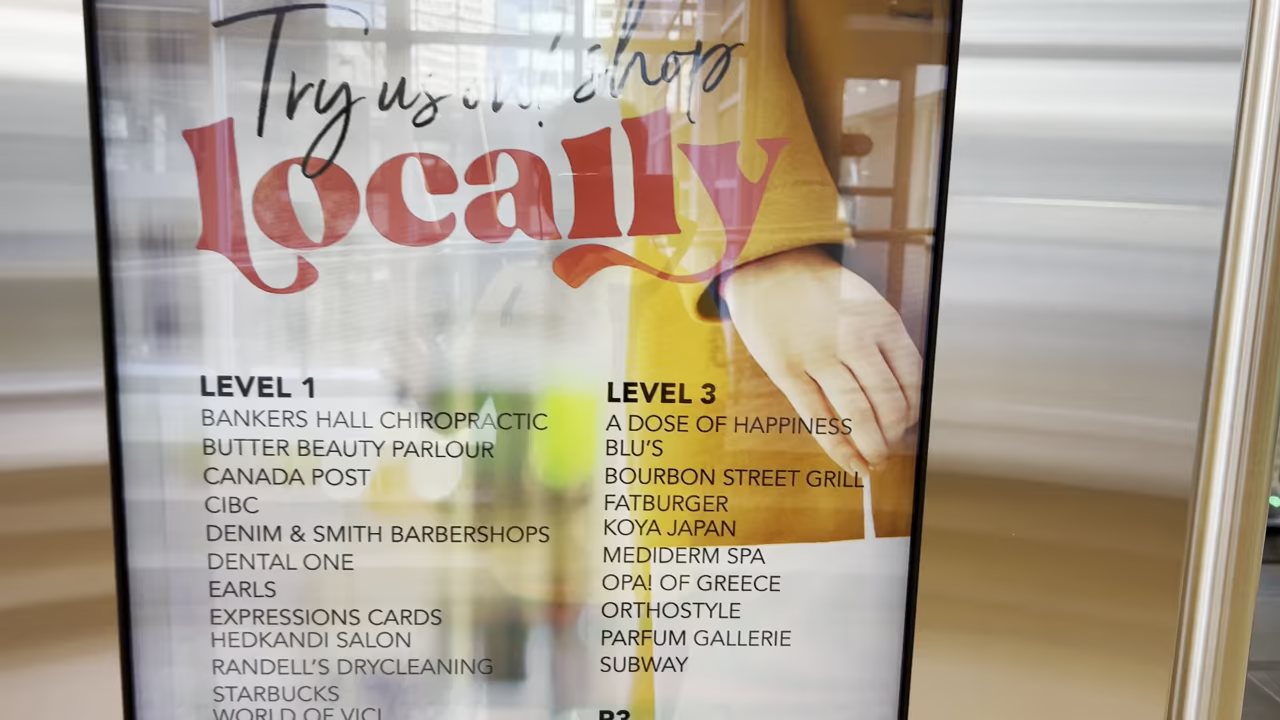 Try us on! shop
locally
LEVEL 1
BANKERS HALL CHIROPRACTIC
BUTTER BEAUTY PARLOUR
CANADA POST
CIBC
DENIM & SMITH BARBERSHOPS
DENTAL ONE
EARLS
EXPRESSIONS CARDS
HEDKANDI SALON
RANDELL'S DRYCLEANING
STARBUCKS
WORLD OF VICI
LEVEL 3
A DOSE OF HAPPINESS
BLU'S
BOURBON STREET GRILL
FATBURGER
KOYA JAPAN
MEDIDERM SPA
OPA! OF GREECE
ORTHOSTYLE
PARFUM GALLERIE
SUBWAY